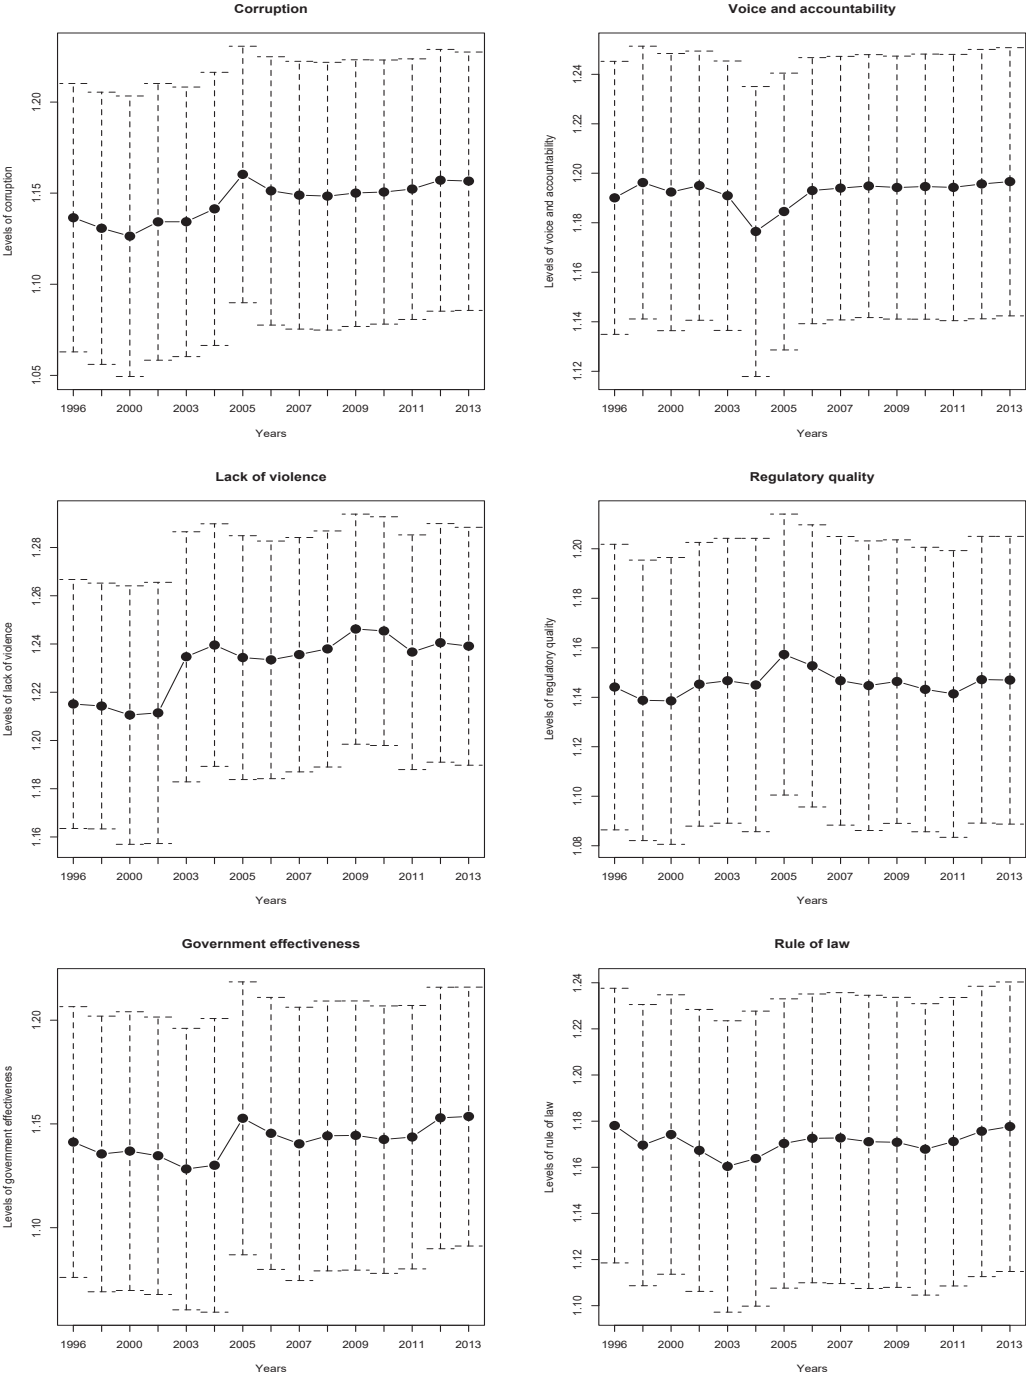 Corruption
Levels of corruption
1.05 1.10 1.15 1.20
1996 2000 2003 2005 2007 2009 2011 2013
Years
Voice and accountability
Levels of voice and accountability
1.12 1.14 1.16 1.18 1.20 1.22 1.24
1996 2000 2003 2005 2007 2009 2011 2013
Years
Lack of violence
Levels of lack of violence
1.16 1.18 1.20 1.22 1.24 1.26 1.28
1996 2000 2003 2005 2007 2009 2011 2013
Years
Regulatory quality
Levels of regulatory quality
1.08 1.10 1.12 1.14 1.16 1.18 1.20
1996 2000 2003 2005 2007 2009 2011 2013
Years
Government effectiveness
Levels of government effectiveness
1.10 1.15 1.20
1996 2000 2003 2005 2007 2009 2011 2013
Years
Rule of law
Levels of rule of law
1.10 1.12 1.14 1.16 1.18 1.20 1.22 1.24
1996 2000 2003 2005 2007 2009 2011 2013
Years